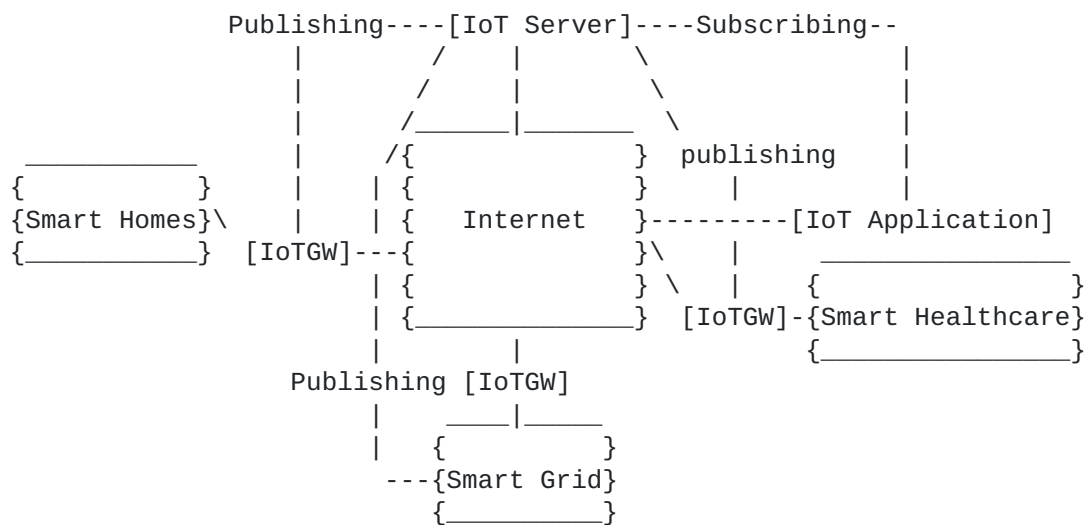 Publishing----[IoT Server]----Subscribing--
publishing
Smart Homes
Internet
[IoT Application]
[IoTGW]
[IoTGW]
Smart Healthcare
Publishing [IoTGW]
Smart Grid